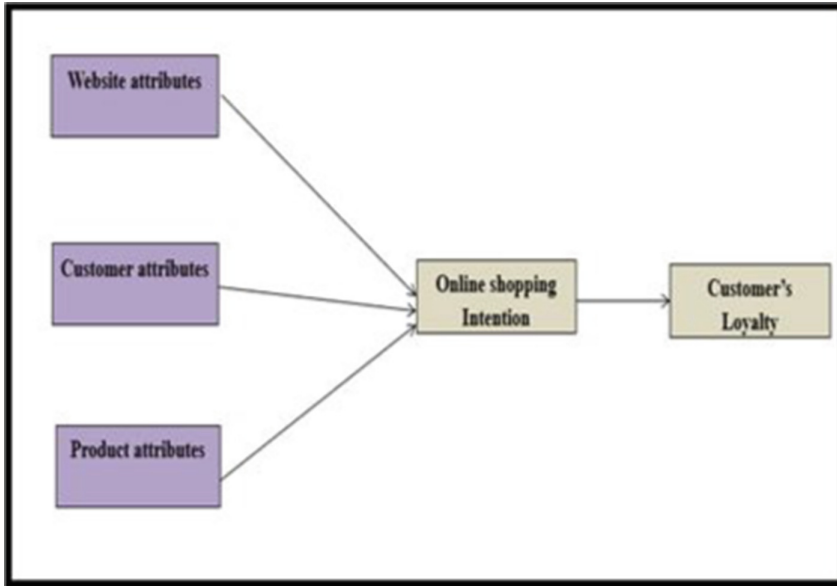 Website attributes
Customer attributes
Product attributes
Online shopping
Intention
Customer's
Loyalty